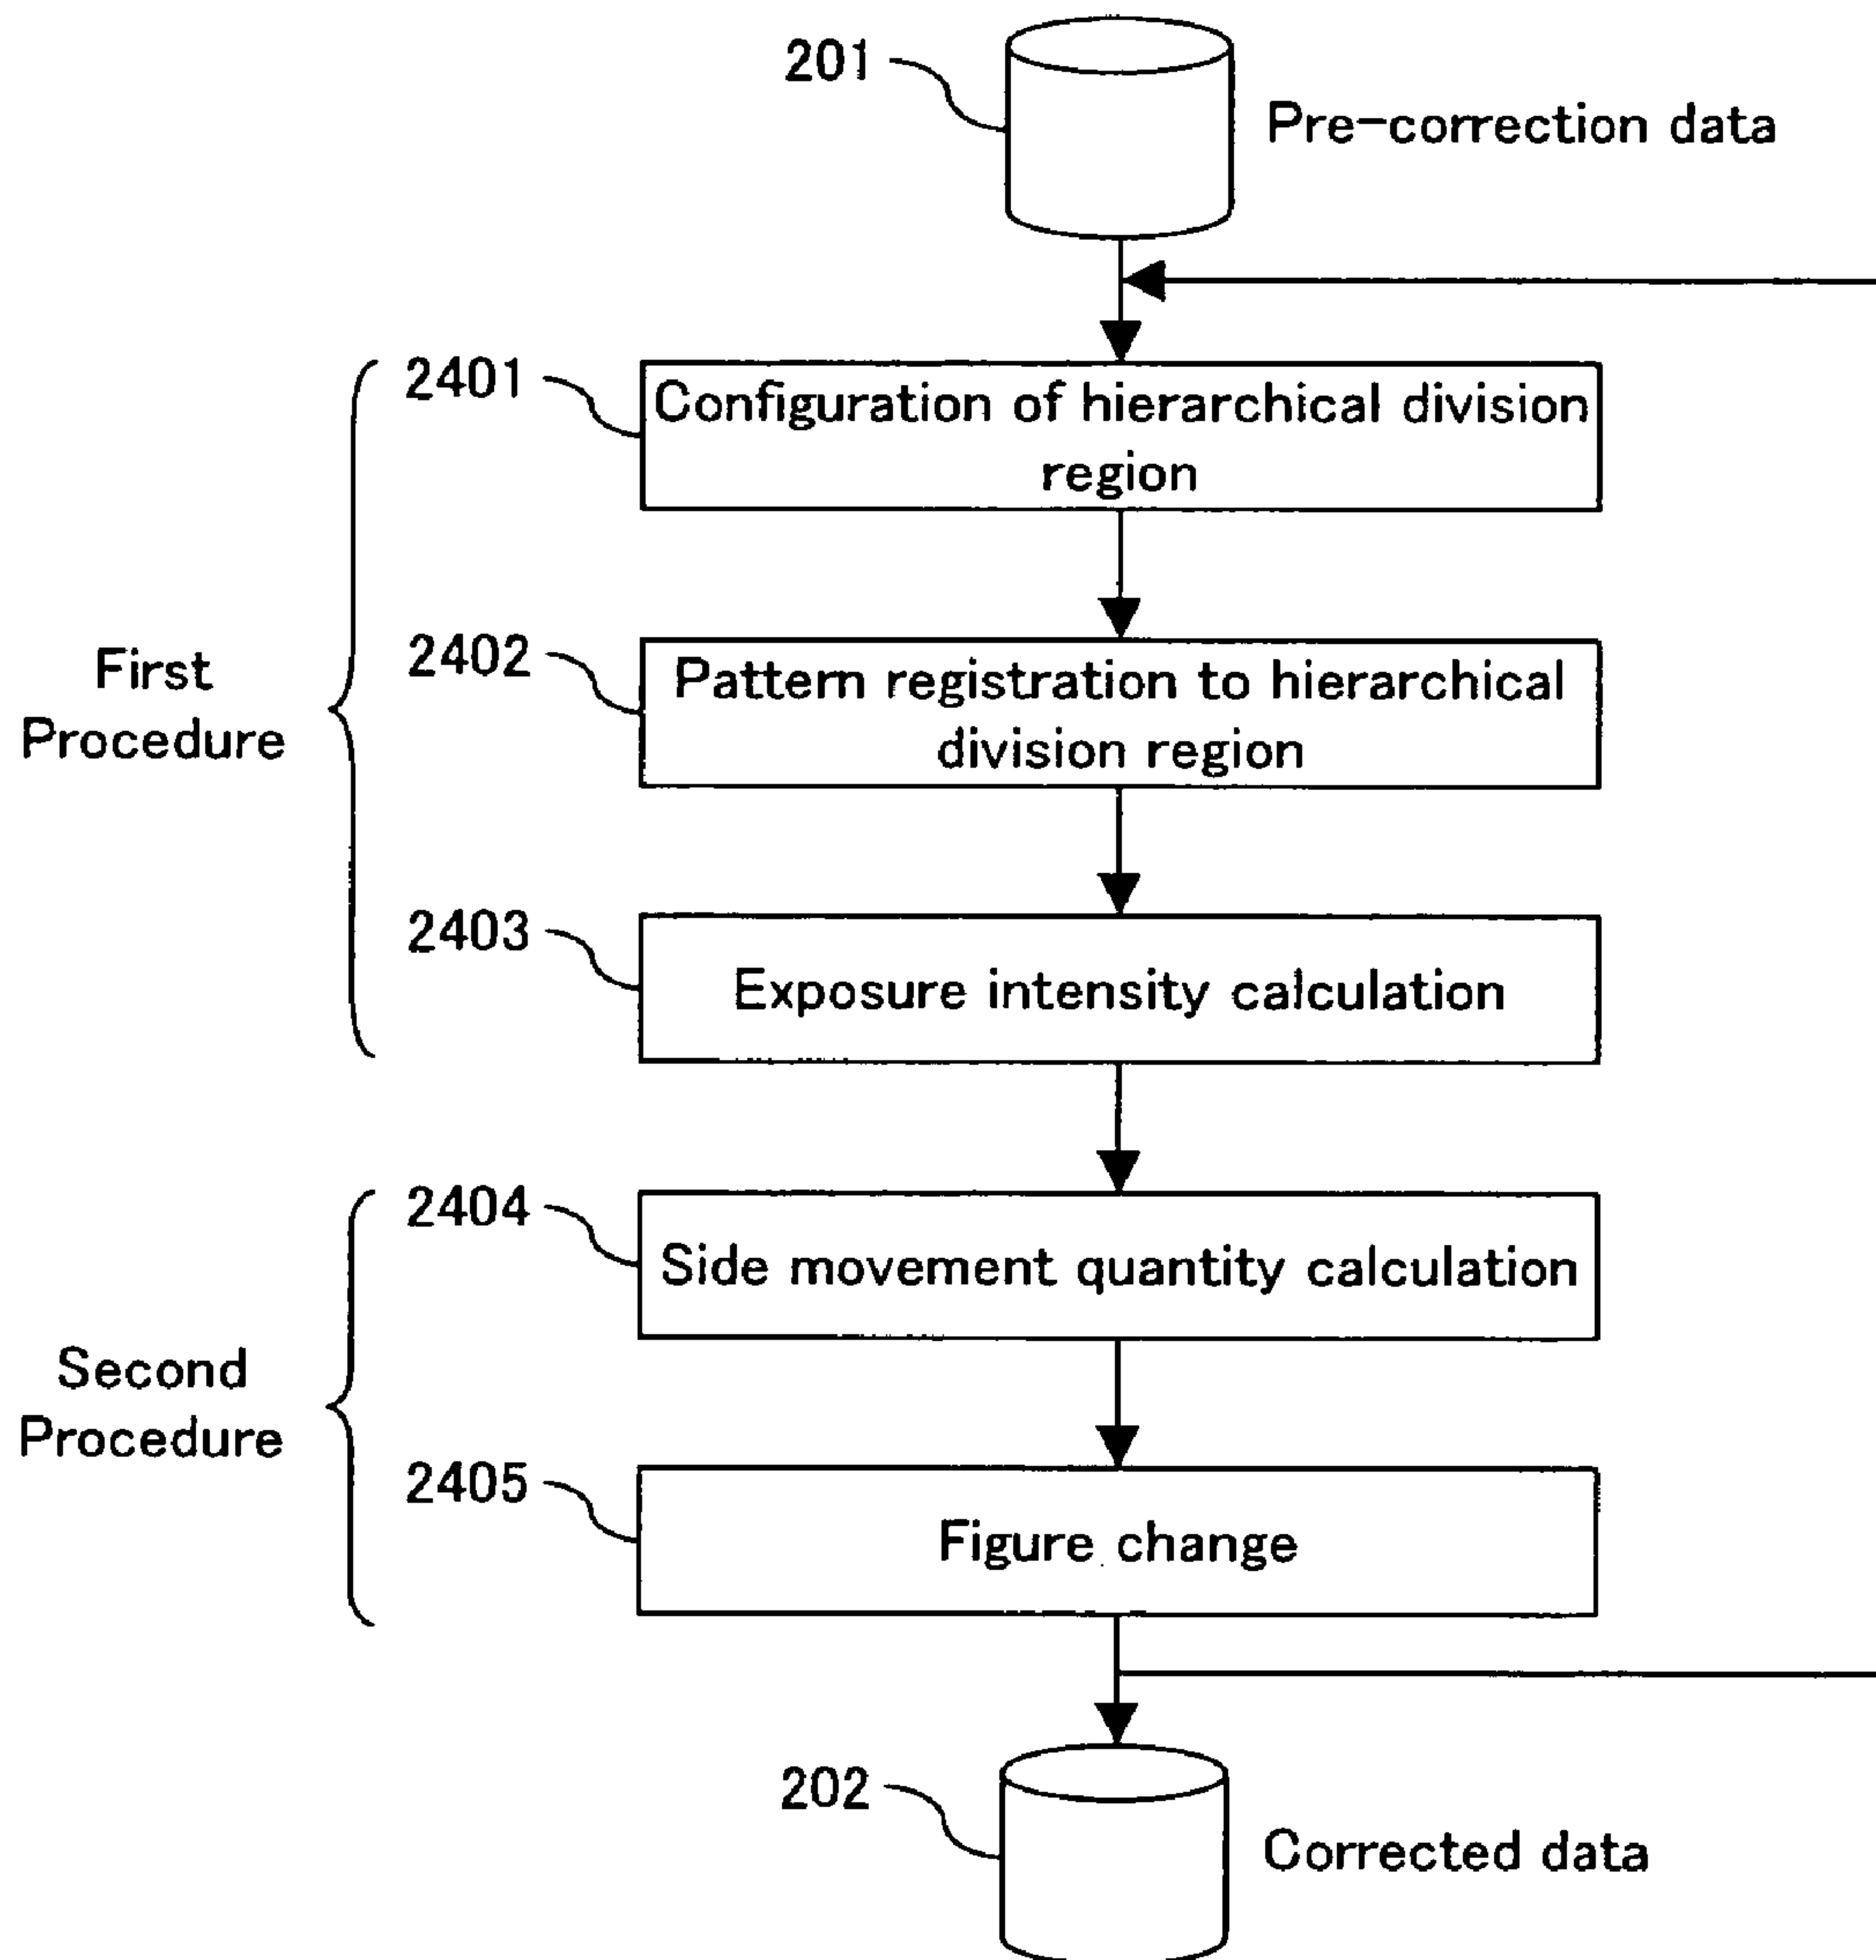 201
Pre-correction data
2401
Configuration of hierarchical division
region
First
Procedure
2402
Pattern registration to hierarchical
division region
2403
Exposure intensity calculation
2404
Side movement quantity calculation
Second
Procedure
2405
Figure change
202
Corrected data